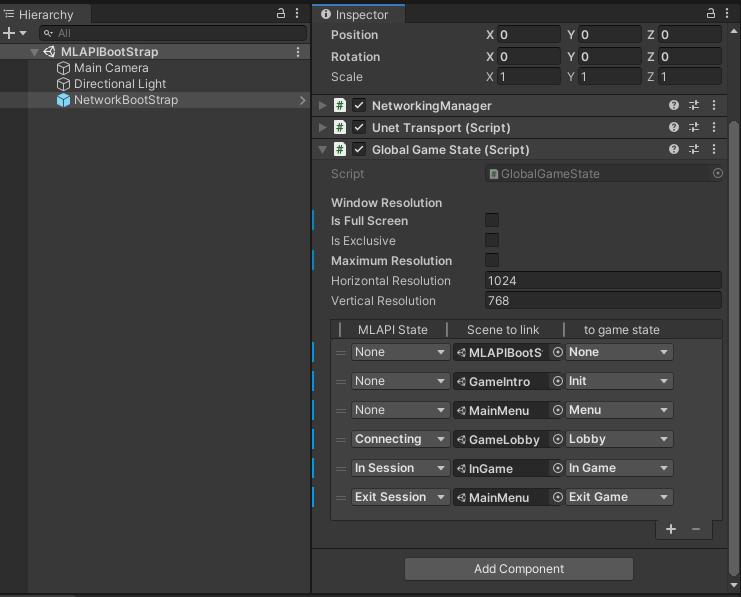 Hierarchy
All
MLAPIBootStrap
Main Camera
Directional Light
NetworkBootStrap
Inspector
Position X 0 Y 0 Z 0
Rotation X 0 Y 0 Z 0
Scale X 1 Y 1 Z 1
# NetworkingManager
# Unet Transport (Script)
# Global Game State (Script)
Script # GlobalGameState
Window Resolution
Is Full Screen
Is Exclusive
Maximum Resolution
Horizontal Resolution 1024
Vertical Resolution 768
| MLAPI State | Scene to link | to game state
None MLAPIBootS None
None GameIntro Init
None MainMenu Menu
Connecting GameLobby Lobby
In Session InGame In Game
Exit Session MainMenu Exit Game
+ −
Add Component